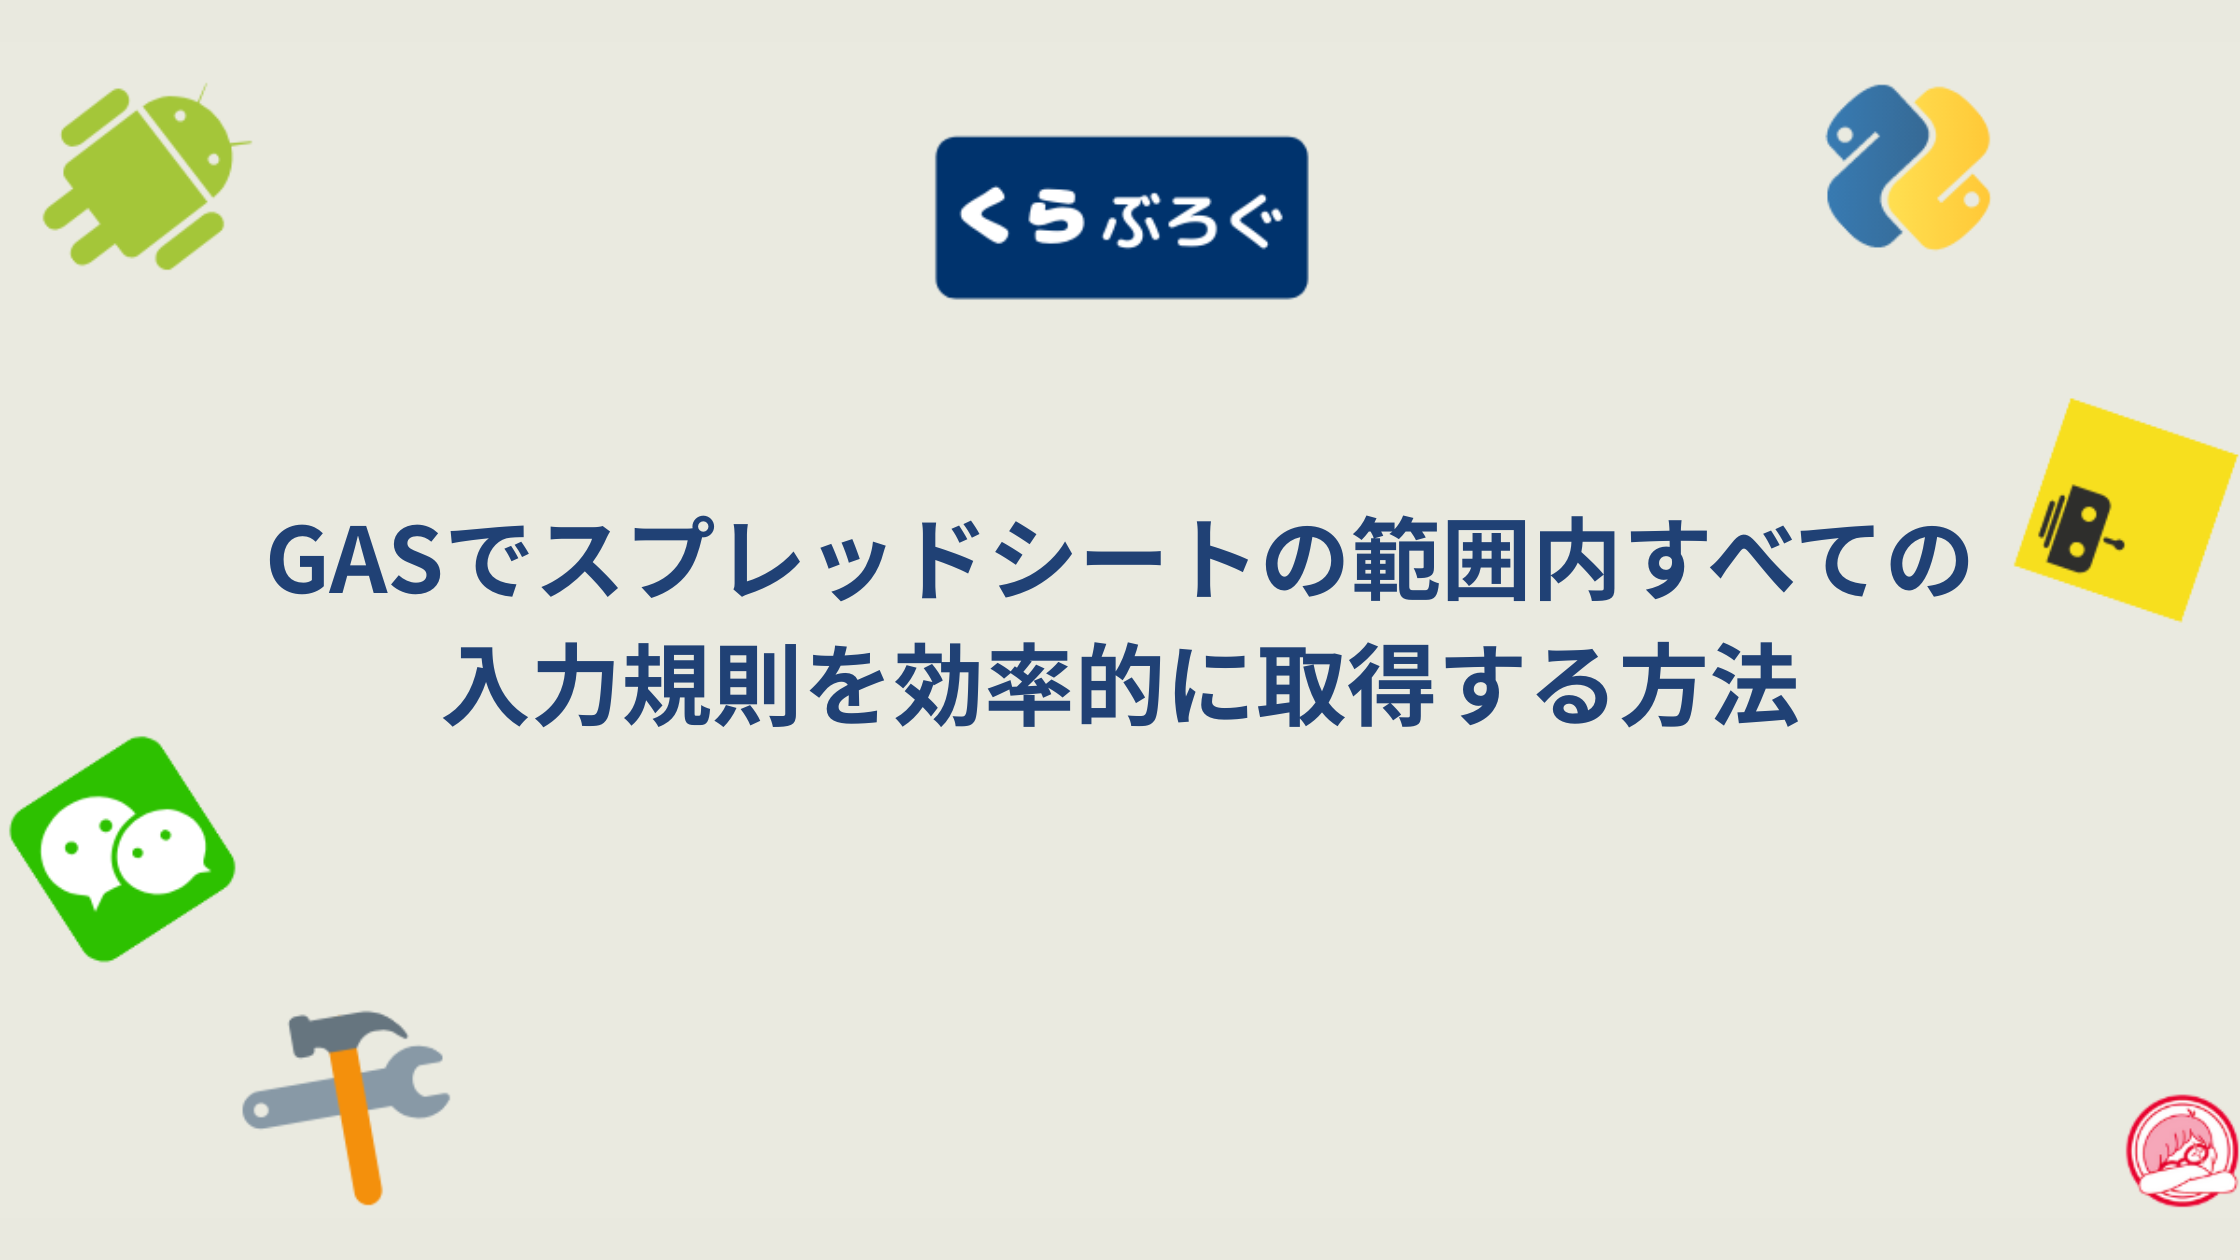 くらぶろぐ
GASでスプレッドシートの範囲内すべての
入力規則を効率的に取得する方法